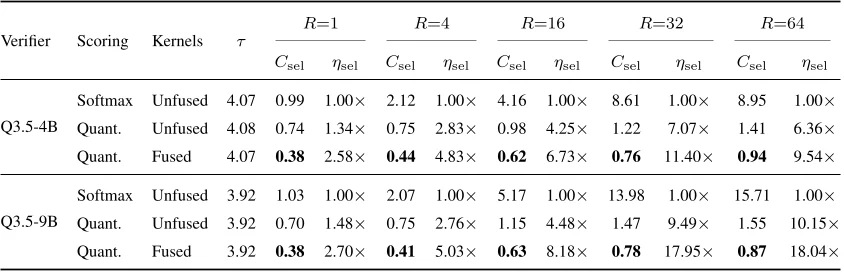 R=1 R=4 R=16 R=32 R=64
Verifier Scoring Kernels τ
C_sel η_sel C_sel η_sel C_sel η_sel C_sel η_sel C_sel η_sel
Softmax Unfused 4.07 0.99 1.00× 2.12 1.00× 4.16 1.00× 8.61 1.00× 8.95 1.00×
Q3.5-4B Quant. Unfused 4.08 0.74 1.34× 0.75 2.83× 0.98 4.25× 1.22 7.07× 1.41 6.36×
Quant. Fused 4.07 0.38 2.58× 0.44 4.83× 0.62 6.73× 0.76 11.40× 0.94 9.54×
Softmax Unfused 3.92 1.03 1.00× 2.07 1.00× 5.17 1.00× 13.98 1.00× 15.71 1.00×
Q3.5-9B Quant. Unfused 3.92 0.70 1.48× 0.75 2.76× 1.15 4.48× 1.47 9.49× 1.55 10.15×
Quant. Fused 3.92 0.38 2.70× 0.41 5.03× 0.63 8.18× 0.78 17.95× 0.87 18.04×